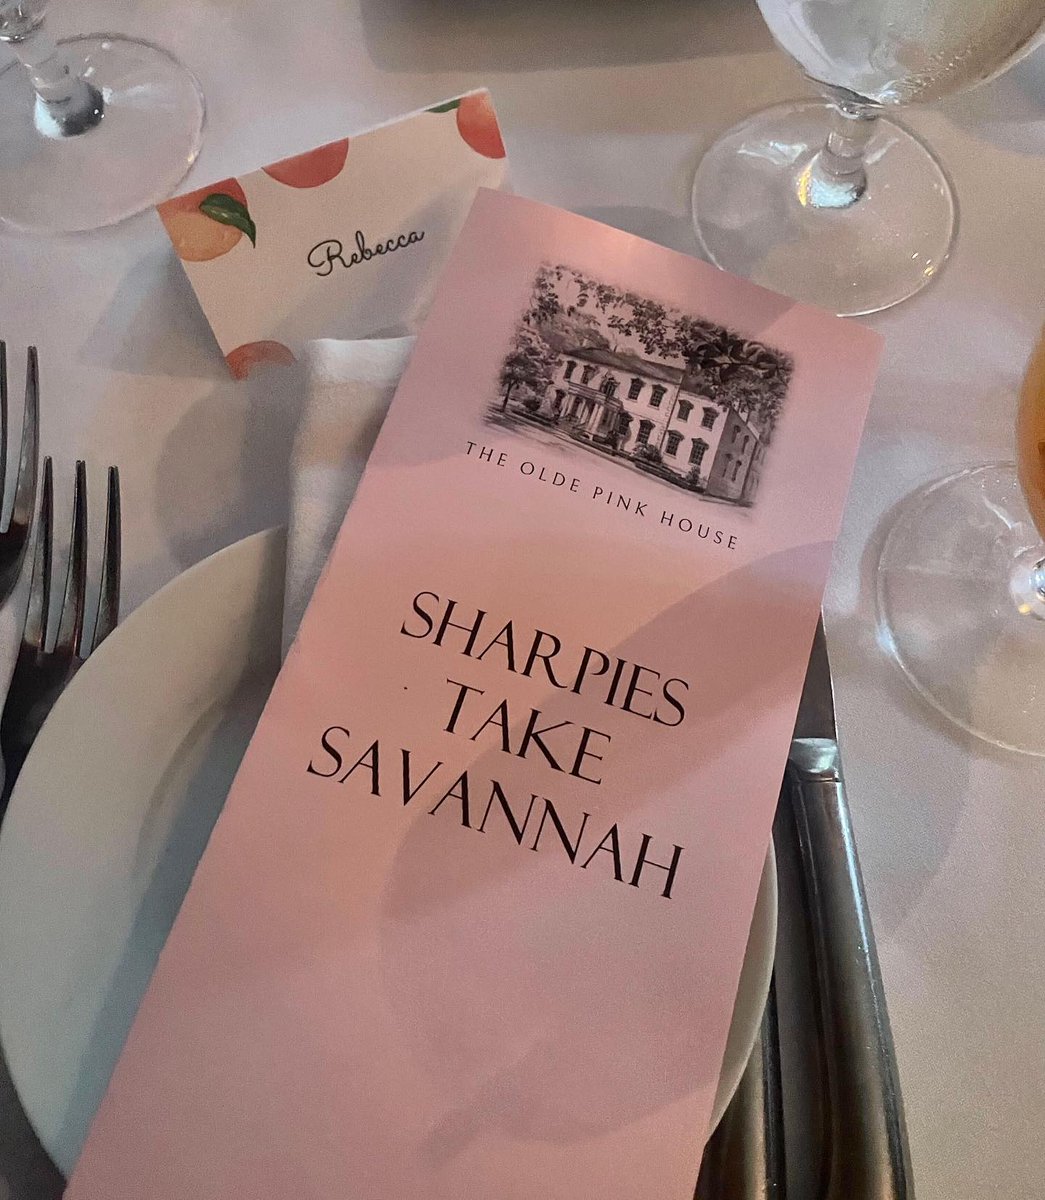 Rebecca
THE OLDE PINK HOUSE
SHARPIES
TAKE
SAVANNAH